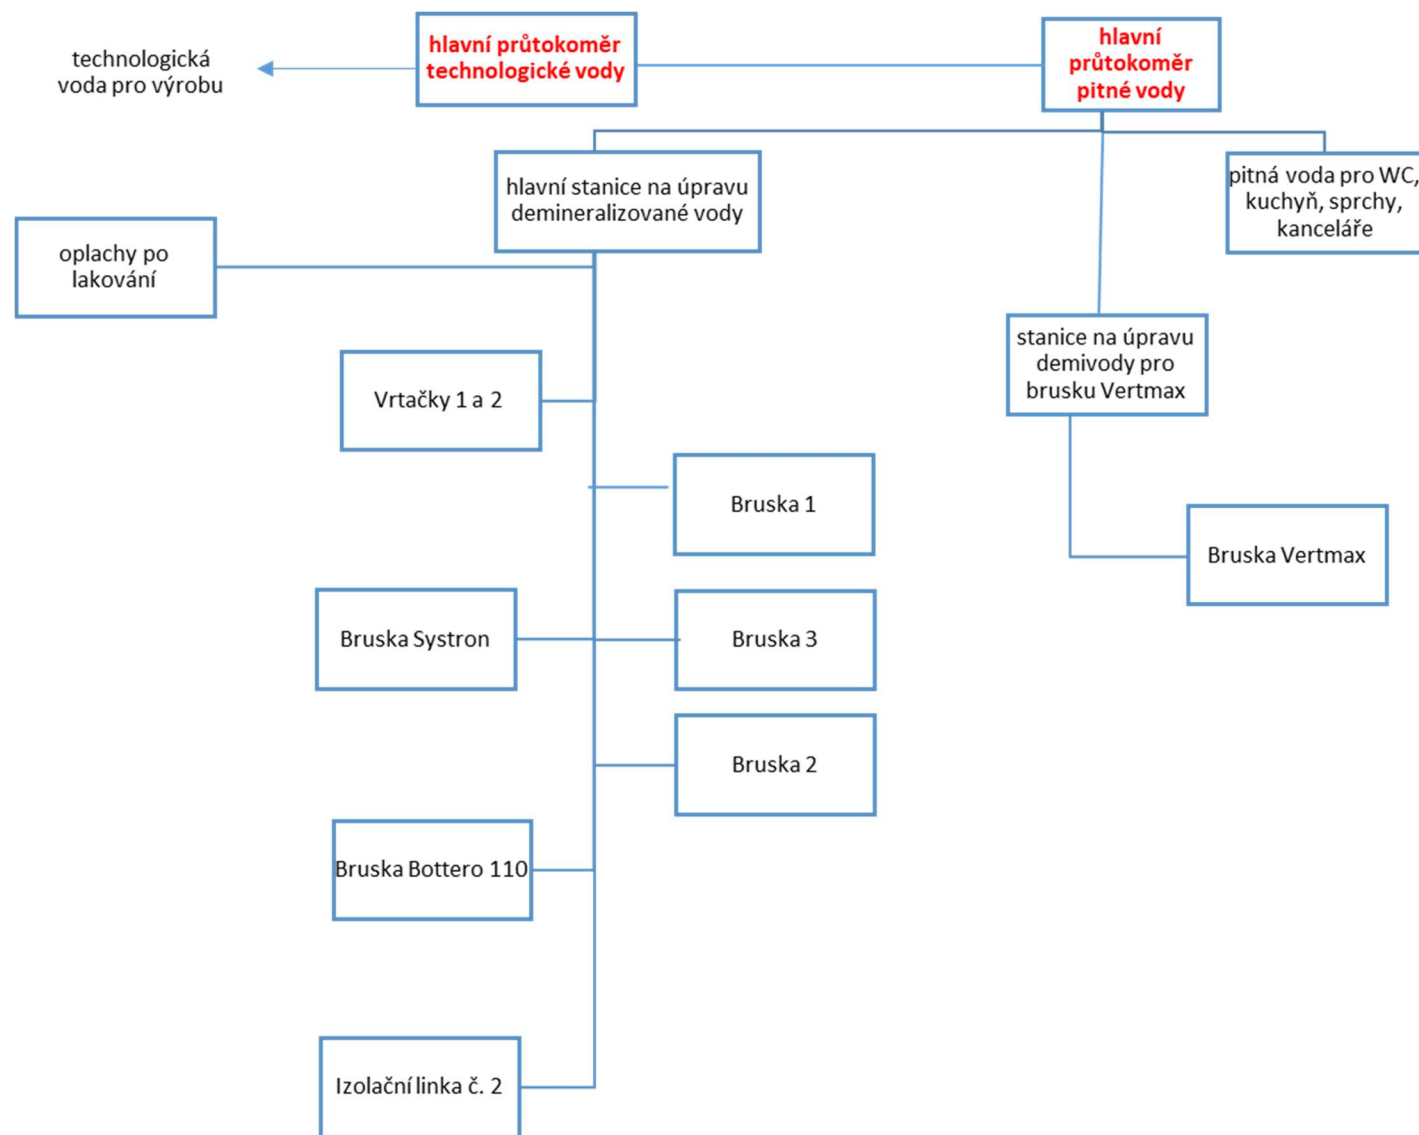 technologická
voda pro výrobu
hlavní průtokoměr
technologické vody
hlavní
průtokoměr
pitné vody
hlavní stanice na úpravu
demineralizované vody
pitná voda pro WC,
kuchyň, sprchy,
kanceláře
oplachy po
lakování
stanice na úpravu
demivody pro
brusku Vertmax
Vrtačky 1 a 2
Bruska 1
Bruska Vertmax
Bruska Systron
Bruska 3
Bruska 2
Bruska Bottero 110
Izolační linka č. 2